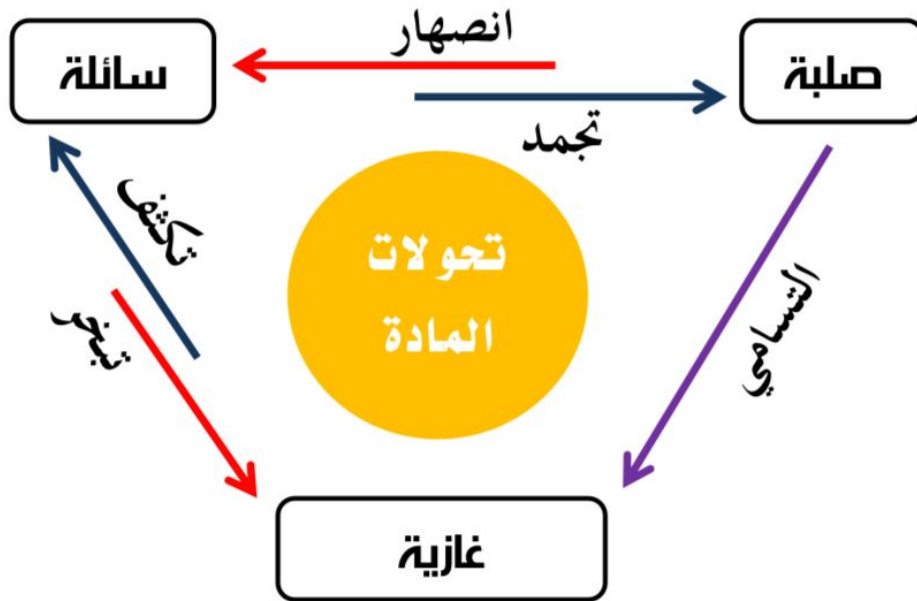 انصهار
صلبة
سائلة
تجمد
تكثف
تبخر
تحولات
المادة
التسامي
غازية